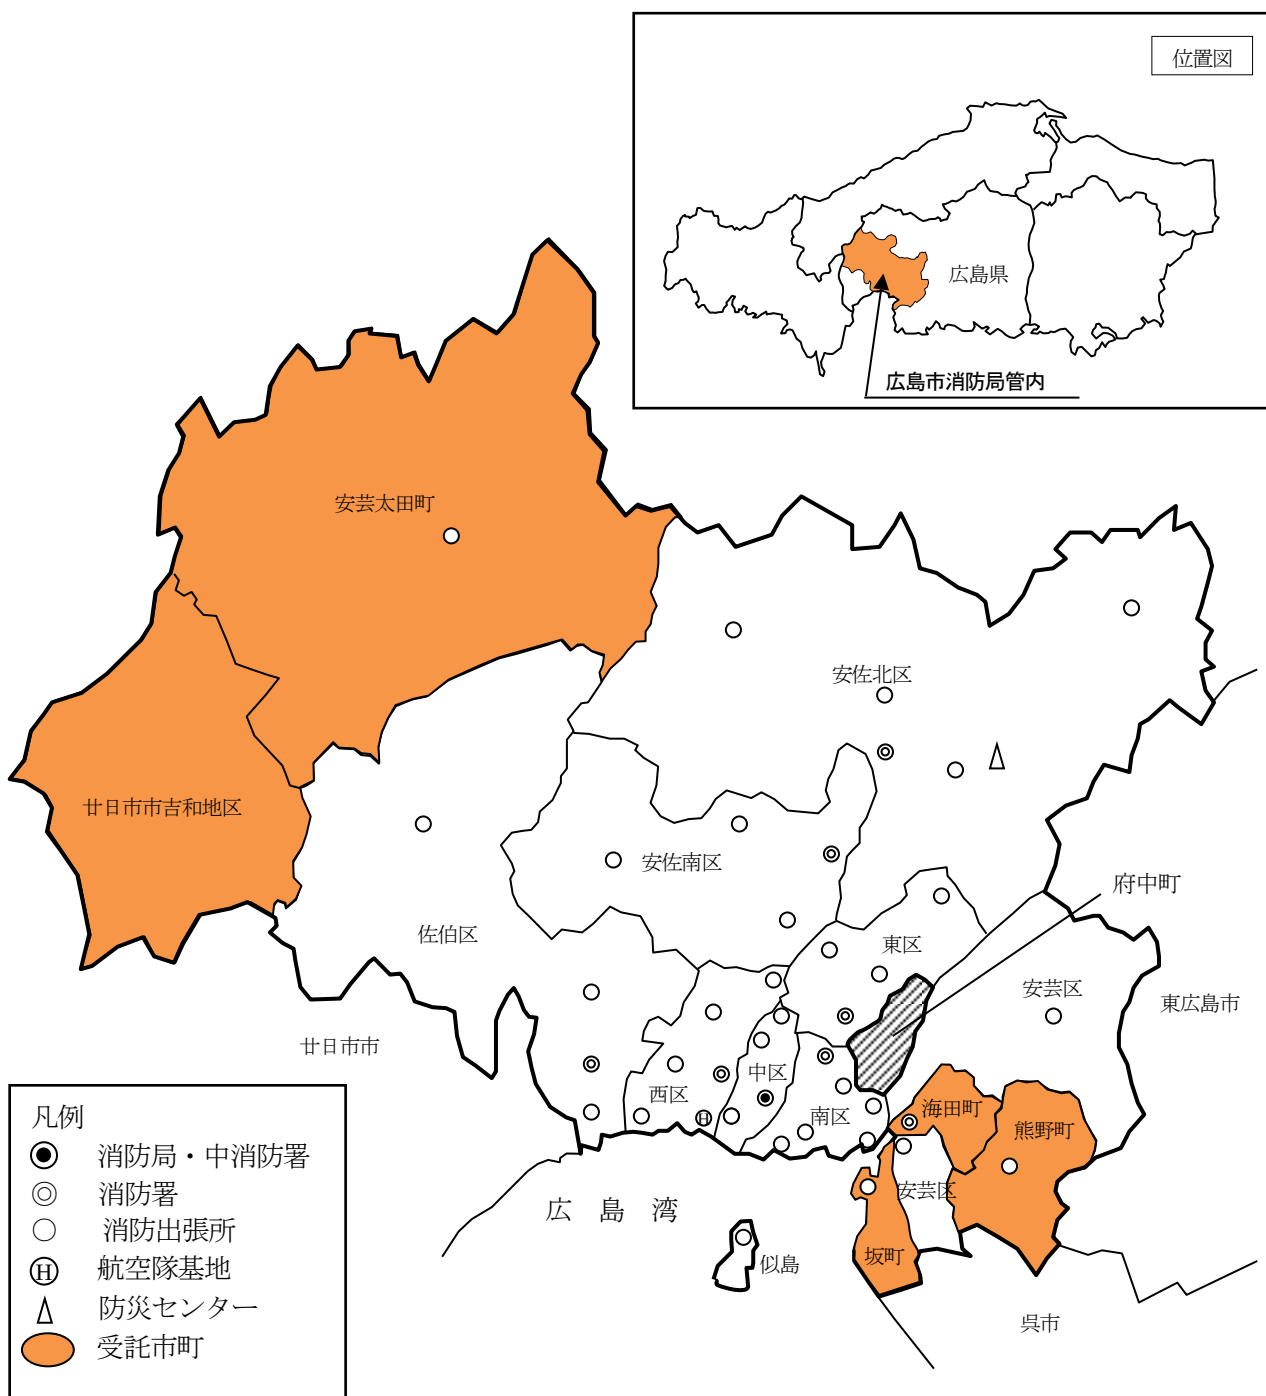 位置図
広島県
広島市消防局管内
安芸太田町
安佐北区
廿日市市吉和地区
安佐南区
府中町
佐伯区
東区
安芸区
東広島市
廿日市市
中区
西区
南区
海田町
熊野町
安芸区
H
広島湾
坂町
似島
呉市
凡例
消防局・中消防署
消防署
消防出張所
H 航空隊基地
防災センター
受託市町